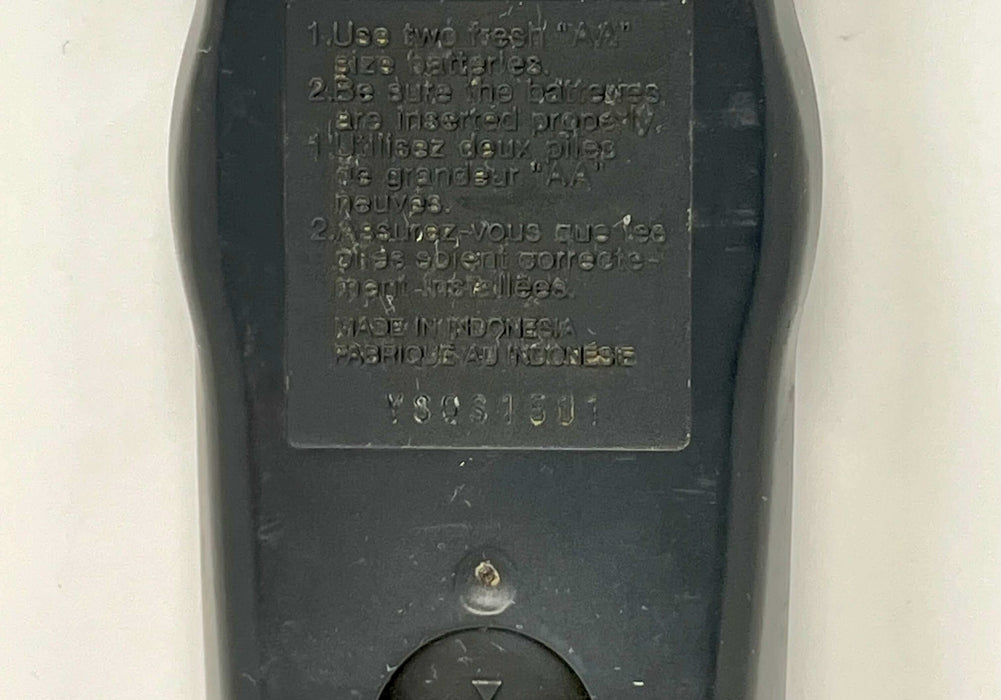 1.Use two fresh "AA"
size batteries.
2.Be sure the batteries
are inserted properly.
1.Utilisez deux piles
de grandeur "AA"
neuves.
2.Assurez-vous que les
piles soient correcte-
ment installées.
MADE IN INDONESIA
FABRIQUE AU INDONÉSIE